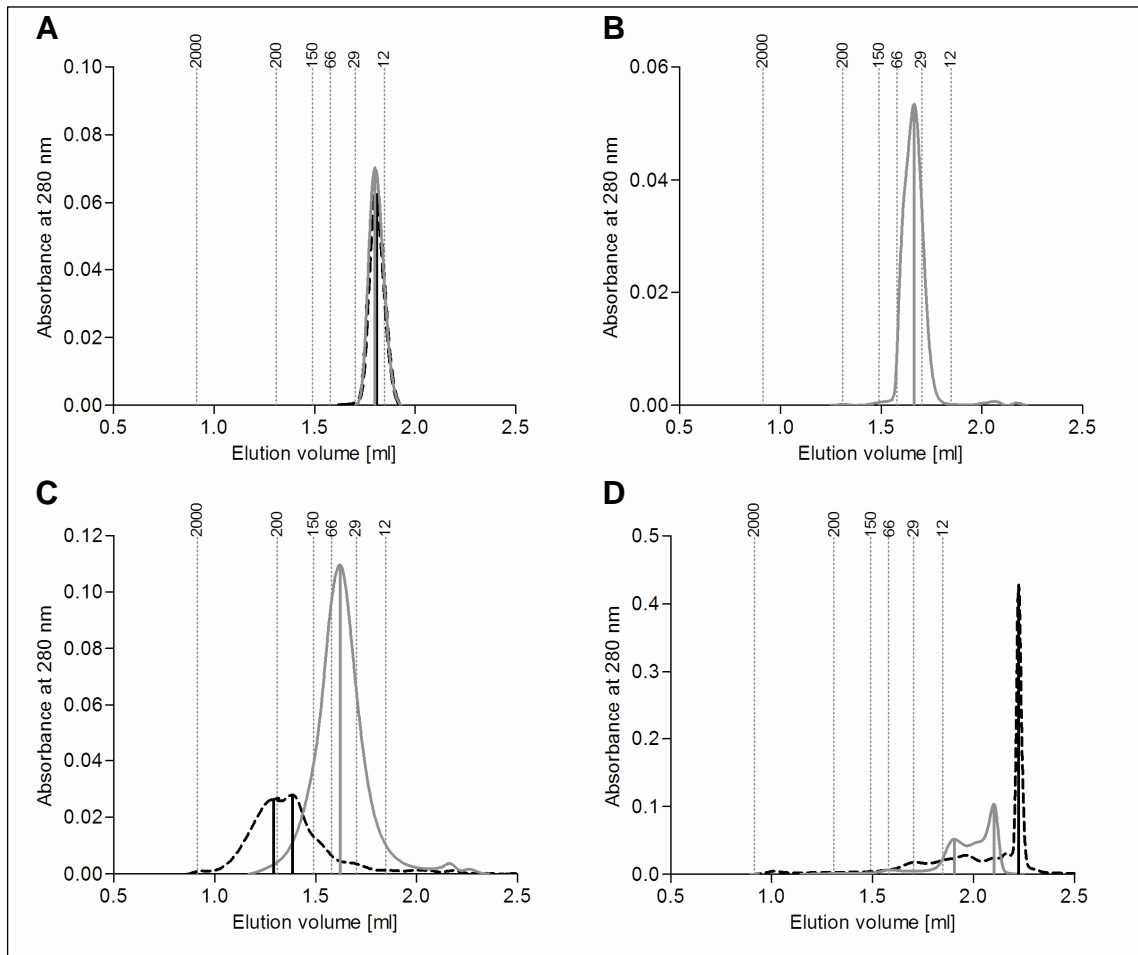 A
2000 200 150 66 29 12
0.10
0.08
0.06
0.04
0.02
0.00
Absorbance at 280 nm
0.5 1.0 1.5 2.0 2.5
Elution volume [ml]
B
2000 200 150 66 29 12
0.06
0.04
0.02
0.00
Absorbance at 280 nm
0.5 1.0 1.5 2.0 2.5
Elution volume [ml]
C
2000 200 150 66 29 12
0.12
0.10
0.08
0.06
0.04
0.02
0.00
Absorbance at 280 nm
0.5 1.0 1.5 2.0 2.5
Elution volume [ml]
D
2000 200 150 66 29 12
0.5
0.4
0.3
0.2
0.1
0.0
Absorbance at 280 nm
0.5 1.0 1.5 2.0 2.5
Elution volume [ml]